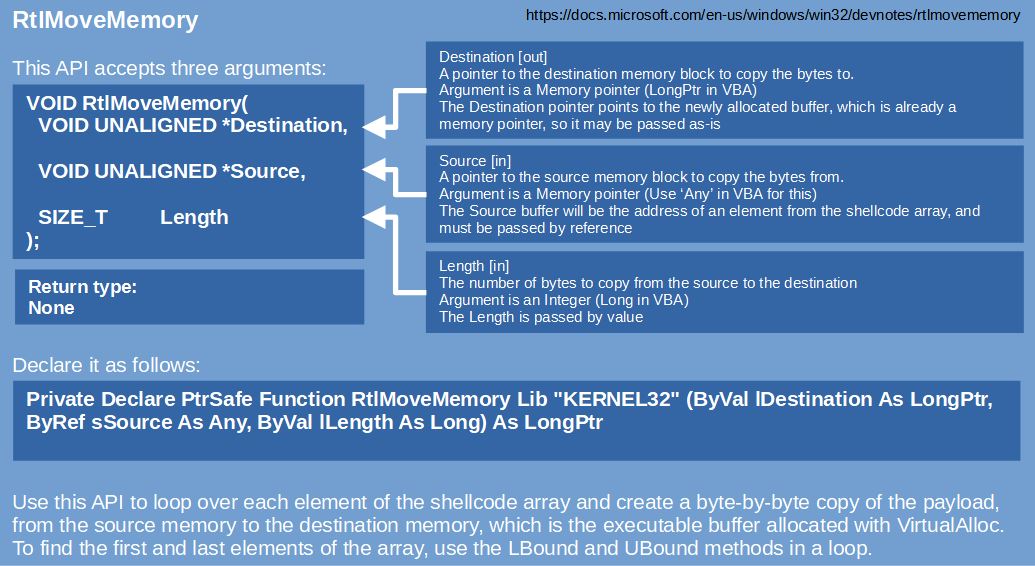 RtlMoveMemory
https://docs.microsoft.com/en-us/windows/win32/devnotes/rtlmovememory
This API accepts three arguments:
VOID RtlMoveMemory(
VOID UNALIGNED *Destination,
VOID UNALIGNED *Source,
SIZE_T Length
);
Return type:
None
Destination [out]
A pointer to the destination memory block to copy the bytes to.
Argument is a Memory pointer (LongPtr in VBA)
The Destination pointer points to the newly allocated buffer, which is already a
memory pointer, so it may be passed as-is
Source [in]
A pointer to the source memory block to copy the bytes from.
Argument is a Memory pointer (Use ‘Any’ in VBA for this)
The Source buffer will be the address of an element from the shellcode array, and
must be passed by reference
Length [in]
The number of bytes to copy from the source to the destination
Argument is an Integer (Long in VBA)
The Length is passed by value
Declare it as follows:
Private Declare PtrSafe Function RtlMoveMemory Lib "KERNEL32" (ByVal lDestination As LongPtr,
ByRef sSource As Any, ByVal lLength As Long) As LongPtr
Use this API to loop over each element of the shellcode array and create a byte-by-byte copy of the payload,
from the source memory to the destination memory, which is the executable buffer allocated with VirtualAlloc.
To find the first and last elements of the array, use the LBound and UBound methods in a loop.